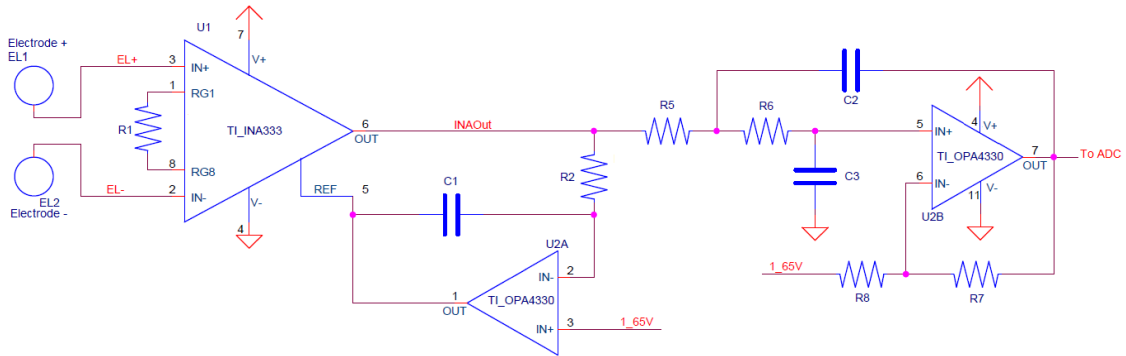 U1
Electrode +
EL1
EL+
7
V+
3
IN+
1
RG1
R1
TI_INA333
6
OUT
INAOut
8
RG8
EL-
2
IN-
EL2
Electrode -
REF
5
V-
4
C1
R2
U2A
IN-
2
1
OUT
TI_OPA4330
IN+
3
1_65V
R5
R6
C2
C3
5
IN+
4
V+
TI_OPA4330
7
OUT
To ADC
6
IN-
V-
11
U2B
1_65V
R8
R7